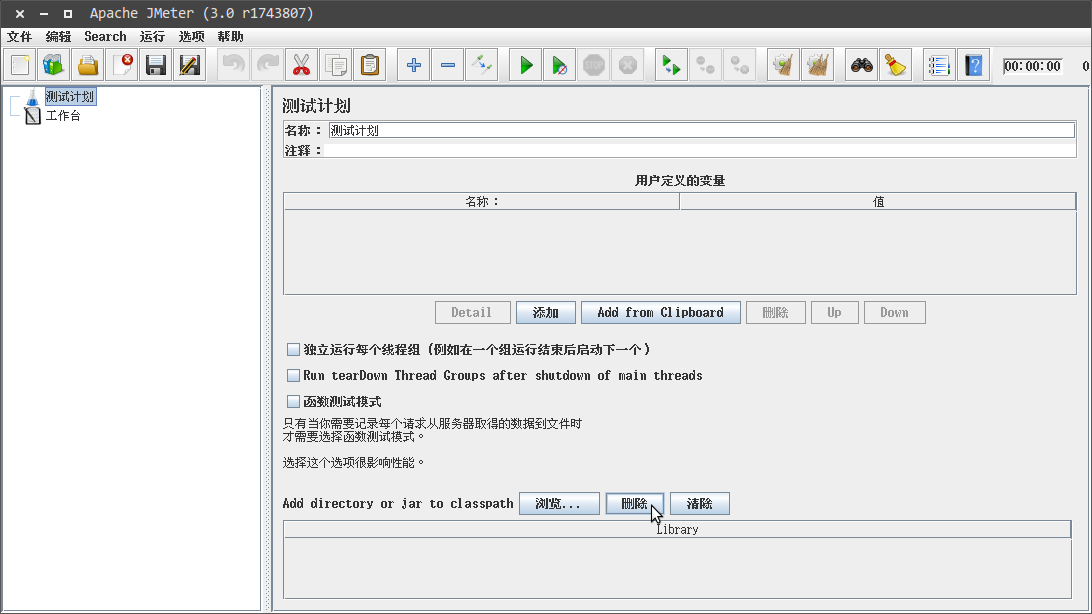 Apache JMeter (3.0 r1743807)
文件 编辑 Search 运行 选项 帮助
STOP 00:00:00 0
测试计划
工作台
测试计划
名称： 测试计划
注释：
用户定义的变量
名称： 值
Detail 添加 Add from Clipboard 删除 Up Down
独立运行每个线程组（例如在一个组运行结束后启动下一个）
Run tearDown Thread Groups after shutdown of main threads
函数测试模式
只有当你需要记录每个请求从服务器取得的数据到文件时
才需要选择函数测试模式。
选择这个选项很影响性能。
Add directory or jar to classpath 浏览... 删除 清除
Library